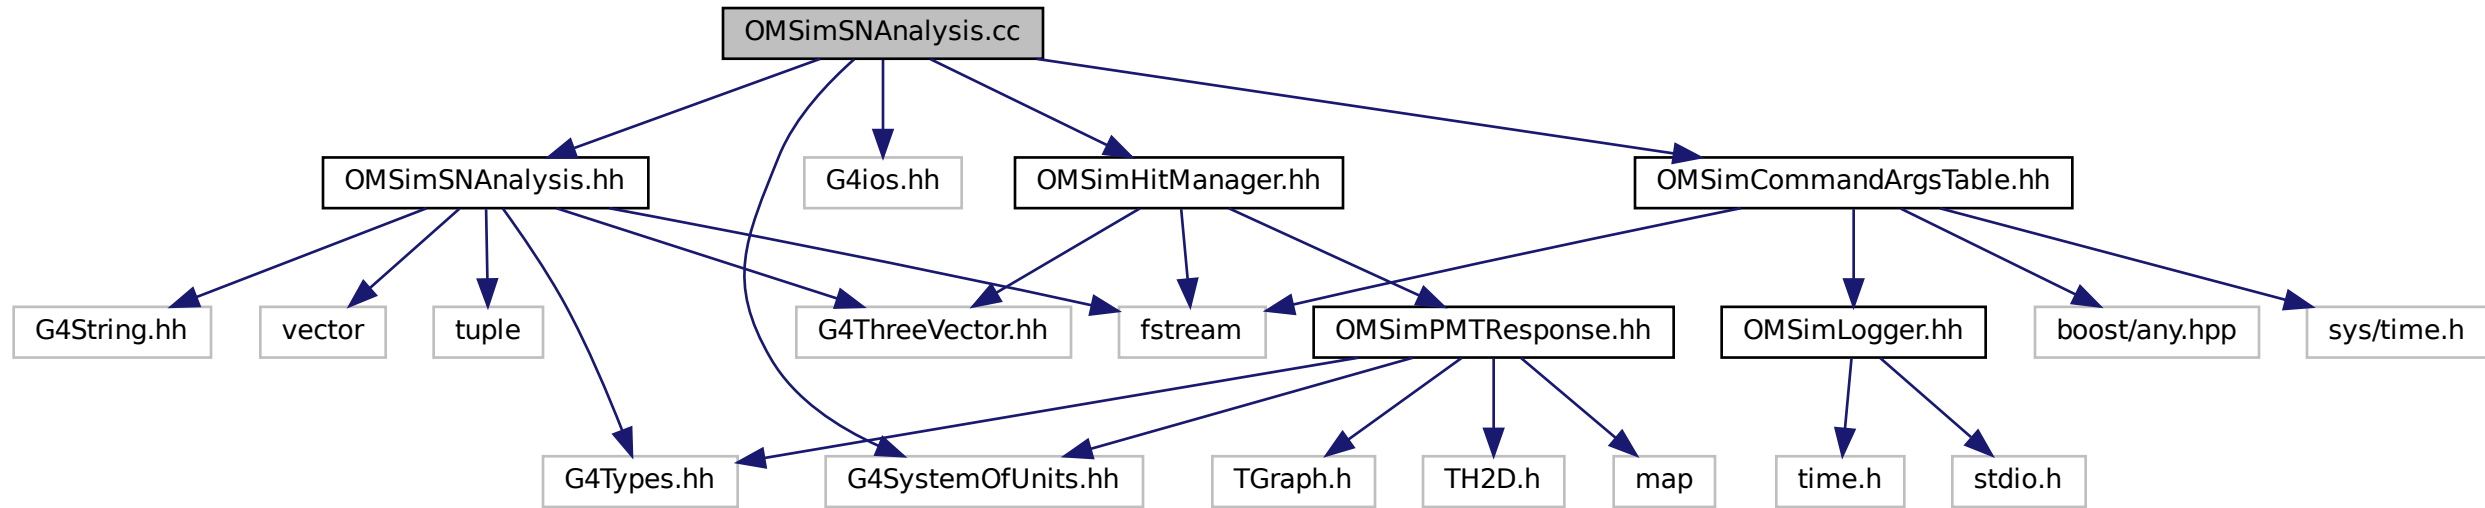 OMSimSNAnalysis.cc
OMSimSNAnalysis.hh
G4ios.hh
OMSimHitManager.hh
OMSimCommandArgsTable.hh
G4String.hh
vector
tuple
G4ThreeVector.hh
fstream
OMSimPMTResponse.hh
OMSimLogger.hh
boost/any.hpp
sys/time.h
G4Types.hh
G4SystemOfUnits.hh
TGraph.h
TH2D.h
map
time.h
stdio.h